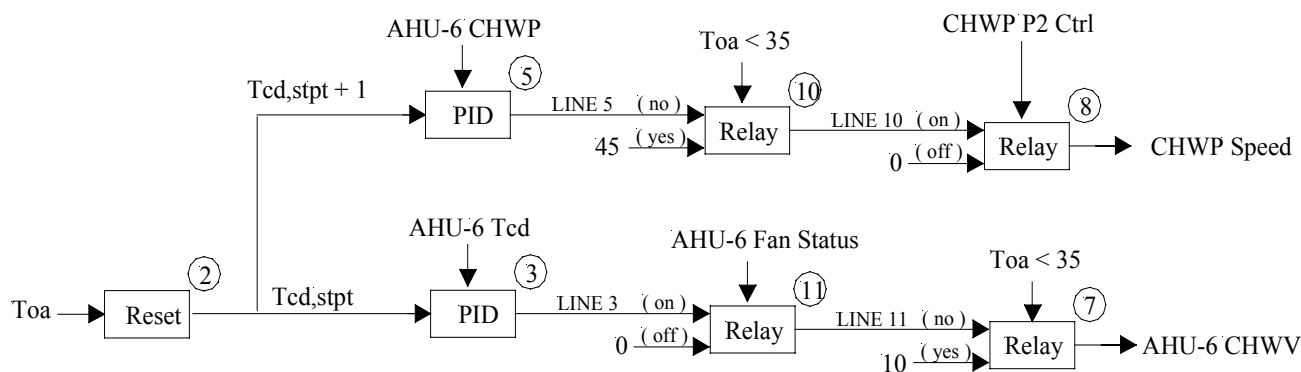 AHU-6 CHWP
Toa < 35
CHWP P2 Ctrl
Tcd,stpt + 1
5
PID
LINE 5 ( no )
45 ( yes )
10
Relay
LINE 10 ( on )
0 ( off )
8
Relay
CHWP Speed
AHU-6 Tcd
AHU-6 Fan Status
Toa < 35
Toa
2
Reset
Tcd,stpt
3
PID
LINE 3 ( on )
0 ( off )
11
Relay
LINE 11 ( no )
10 ( yes )
7
Relay
AHU-6 CHWV